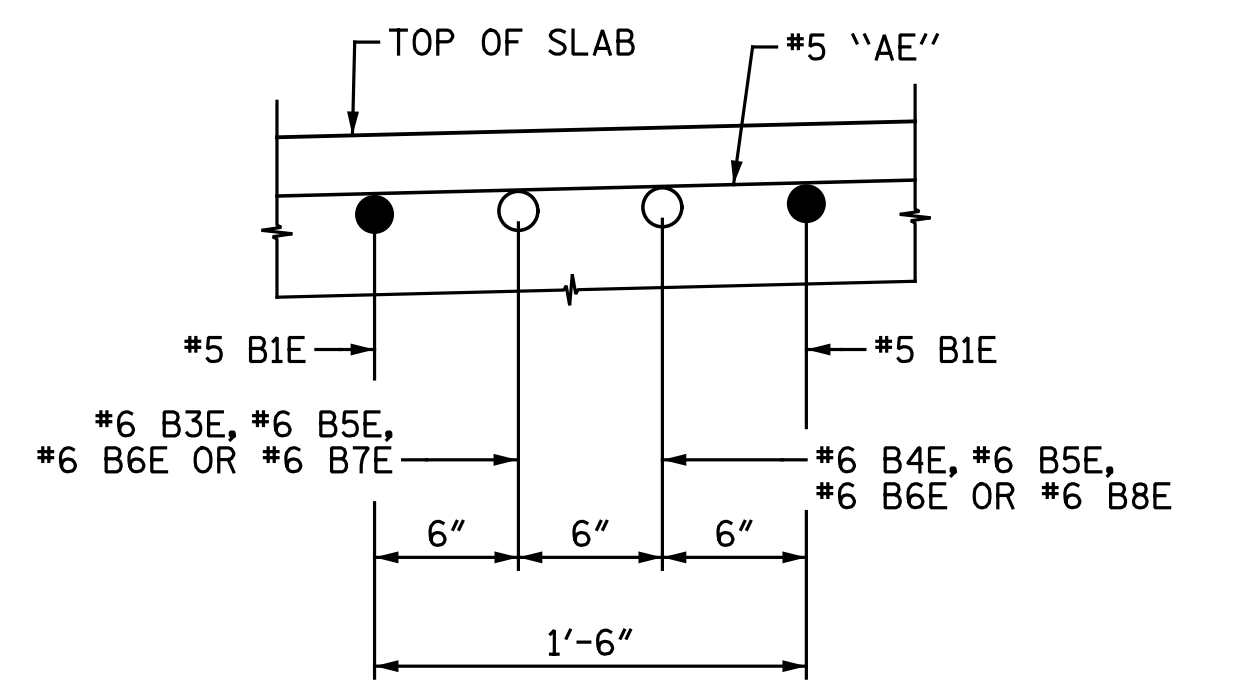 TOP OF SLAB
#5 "AE"
#5 B1E
#5 B1E
#6 B3E, #6 B5E,
#6 B6E OR #6 B7E
#6 B4E, #6 B5E,
#6 B6E OR #6 B8E
6"
6"
6"
1'-6"